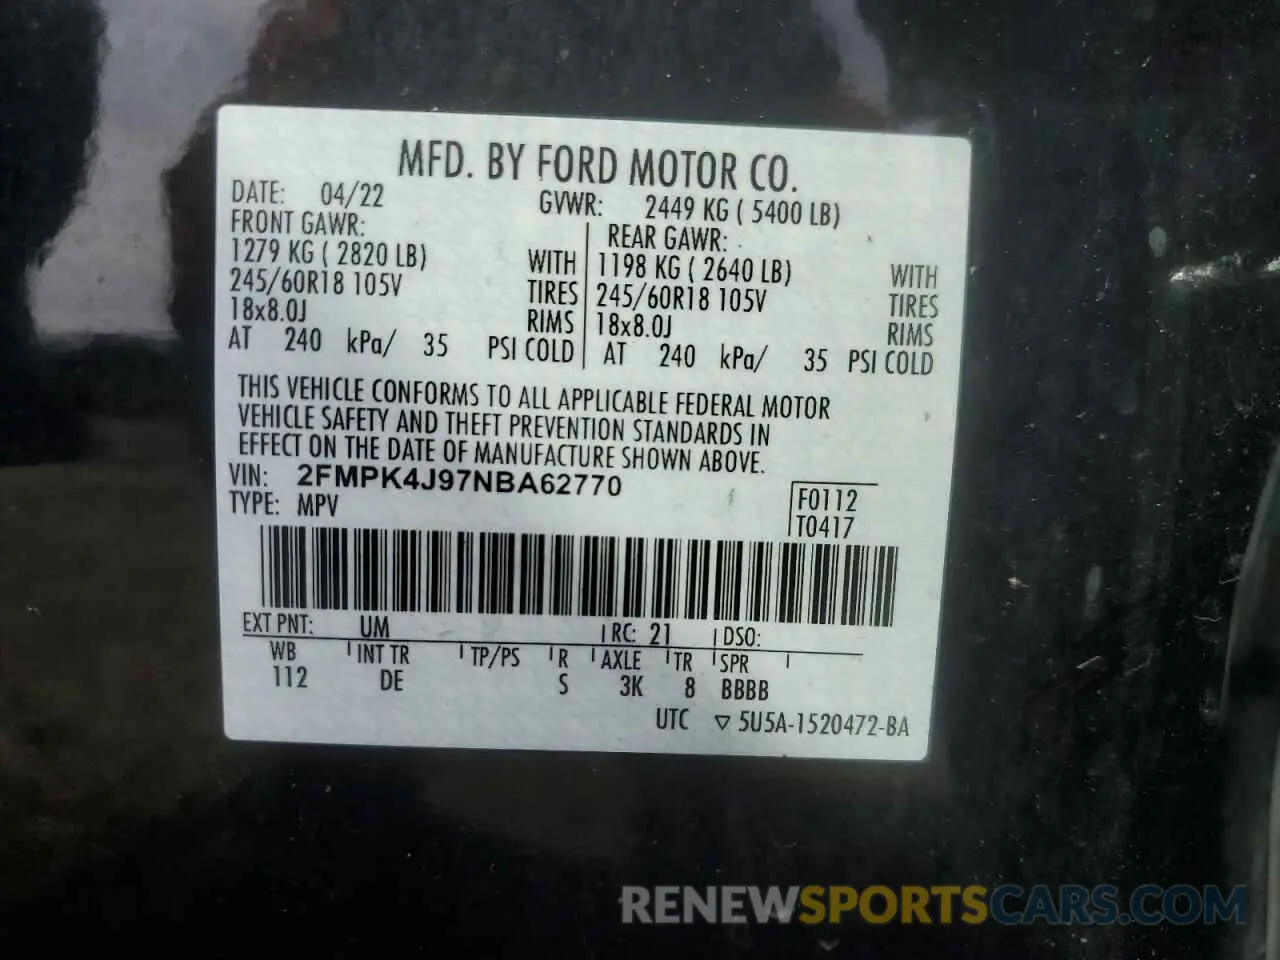 MFD. BY FORD MOTOR CO.
DATE: 04/22 GVWR: 2449 KG ( 5400 LB)
FRONT GAWR: REAR GAWR:
1279 KG ( 2820 LB) WITH 1198 KG ( 2640 LB) WITH
245/60R18 105V TIRES 245/60R18 105V TIRES
18x8.0J RIMS 18x8.0J RIMS
AT 240 kPa/ 35 PSI COLD AT 240 kPa/ 35 PSI COLD
THIS VEHICLE CONFORMS TO ALL APPLICABLE FEDERAL MOTOR
VEHICLE SAFETY AND THEFT PREVENTION STANDARDS IN
EFFECT ON THE DATE OF MANUFACTURE SHOWN ABOVE.
VIN: 2FMPK4J97NBA62770
TYPE: MPV
F0112
T0417
EXT PNT: UM RC: 21 DSO:
WB INT TR TP/PS R AXLE TR SPR
112 DE S 3K 8 BBBB
UTC ▽ 5U5A-1520472-BA
RENEWSPORTSCARS.COM